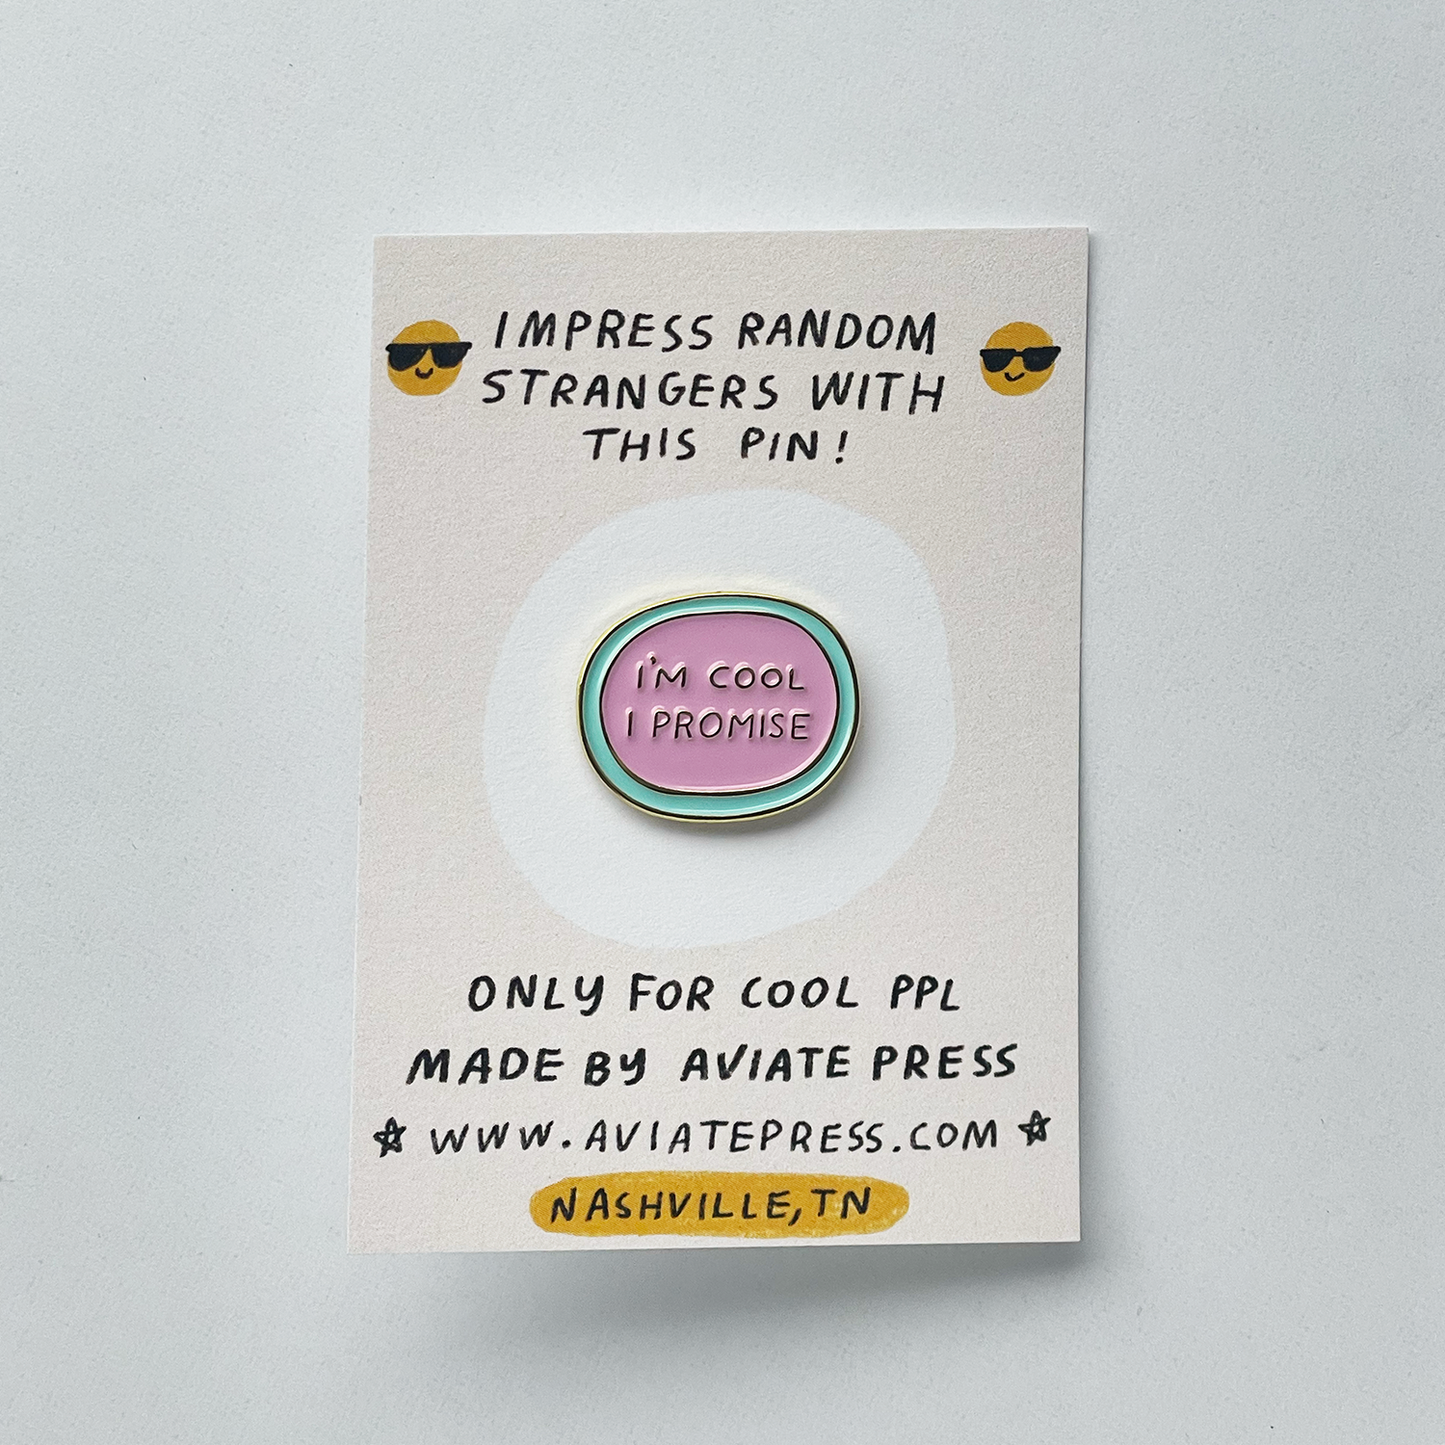 IMPRESS RANDOM
STRANGERS WITH
THIS PIN!
I'M COOL
I PROMISE
ONLY FOR COOL PPL
MADE BY AVIATE PRESS
WWW.AVIATEPRESS.COM
NASHVILLE, TN